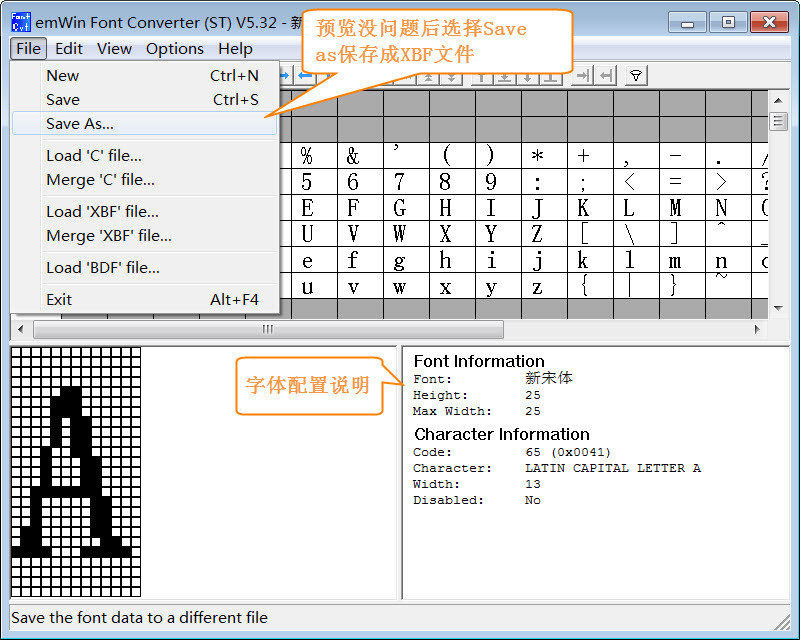 emWin Font Converter (ST) V5.32 - 新
预览没问题后选择Save
as保存成XBF文件
File Edit View Options Help
New Ctrl+N
Save Ctrl+S
Save As...
Load 'C' file...
Merge 'C' file...
Load 'XBF' file...
Merge 'XBF' file...
Load 'BDF' file...
Exit Alt+F4
% & ' ( ) * + , - . /
5 6 7 8 9 : ; < = > ?
E F G H I J K L M N O
U V W X Y Z [ \ ] ^ _
e f g h i j k l m n o
u v w x y z { | } ~
字体配置说明
Font Information
Font: 新宋体
Height: 25
Max Width: 25
Character Information
Code: 65 (0x0041)
Character: LATIN CAPITAL LETTER A
Width: 13
Disabled: No
Save the font data to a different file